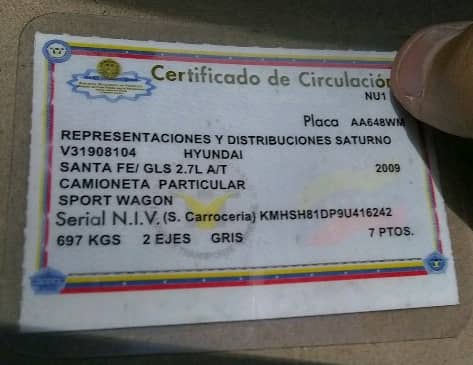 Certificado de Circulación
NU1
Placa AA648WM
REPRESENTACIONES Y DISTRIBUCIONES SATURNO
V31908104 HYUNDAI
SANTA FE/ GLS 2.7L A/T 2009
CAMIONETA PARTICULAR
SPORT WAGON
Serial N.I.V. (S. Carroceria) KMHSH81DP9U416242
697 KGS 2 EJES GRIS 7 PTOS.